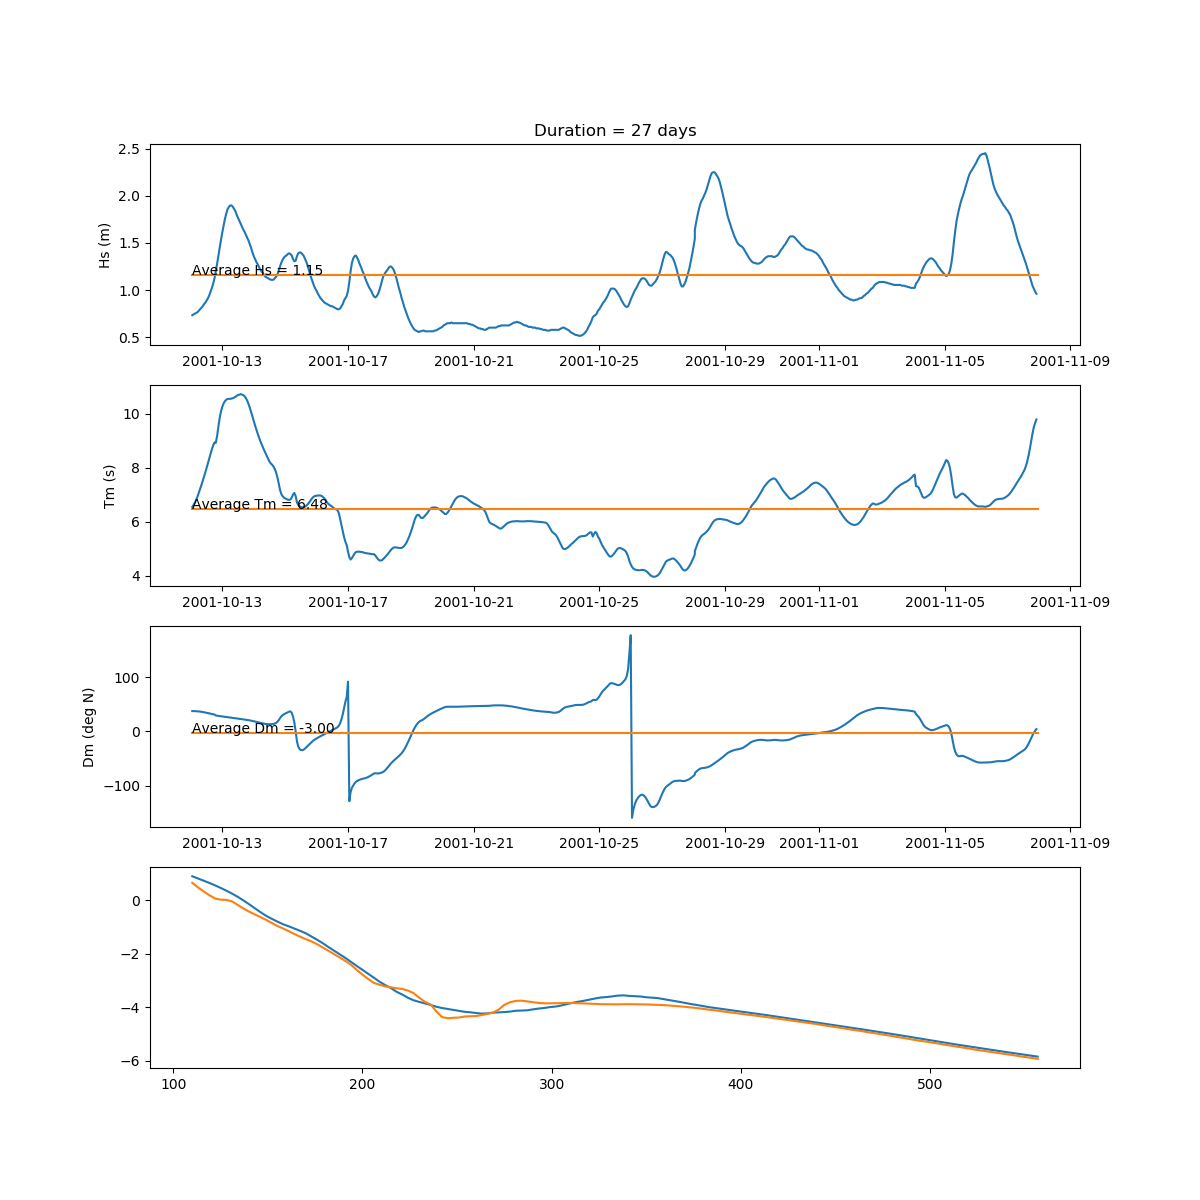 Duration = 27 days
2.5
2.0
1.5
1.0
0.5
Hs (m)
Average Hs = 1.15
2001-10-13 2001-10-17 2001-10-21 2001-10-25 2001-10-29 2001-11-01 2001-11-05 2001-11-09
10
8
6
4
Tm (s)
Average Tm = 6.48
2001-10-13 2001-10-17 2001-10-21 2001-10-25 2001-10-29 2001-11-01 2001-11-05 2001-11-09
100
0
−100
Dm (deg N)
Average Dm = -3.00
2001-10-13 2001-10-17 2001-10-21 2001-10-25 2001-10-29 2001-11-01 2001-11-05 2001-11-09
0
−2
−4
−6
100 200 300 400 500